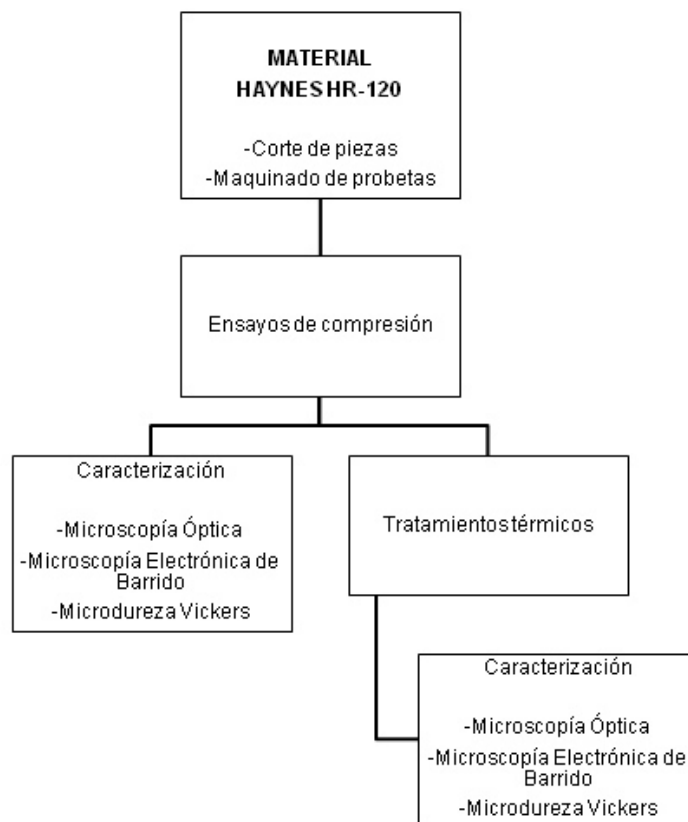 MATERIAL
HAYNES HR-120
-Corte de piezas
-Maquinado de probetas
Ensayos de compresión
Caracterización
-Microscopía Óptica
-Microscopía Electrónica de
Barrido
-Microdureza Vickers
Tratamientos térmicos
Caracterización
-Microscopía Óptica
-Microscopía Electrónica de
Barrido
-Microdureza Vickers